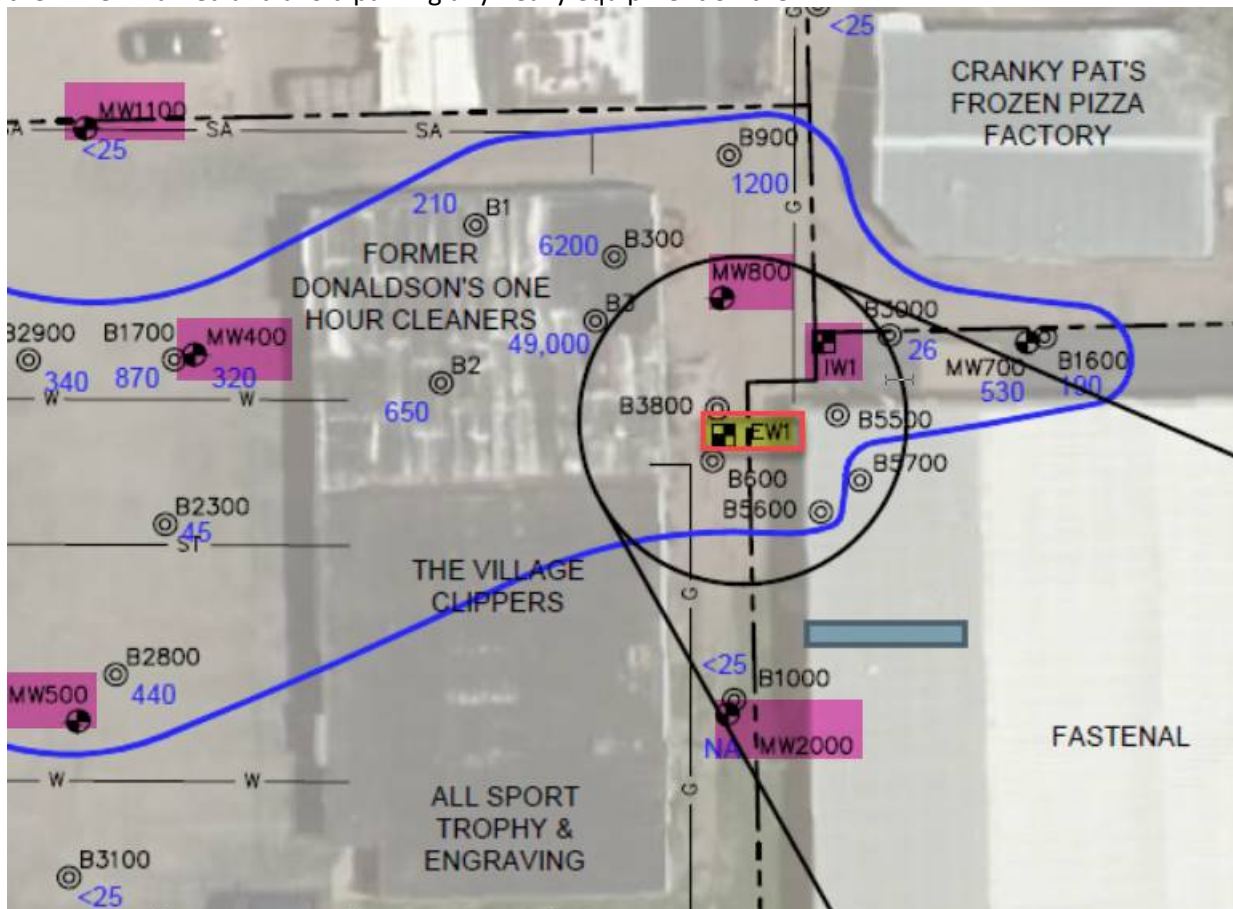 <25
CRANKY PAT'S
FROZEN PIZZA
FACTORY
MW1100
SA
SA
SA
<25
G
B900
1200
G
210
B1
6200
B300
FORMER
DONALDSON'S ONE
HOUR CLEANERS
MW800
B3
49,000
B3000
26
IW1
MW700
530
B1600
190
B2900
340
B1700
870
MW400
320
B2
650
W
W
B3800
EW1
B5500
B600
B5700
B5600
B2300
45
ST
THE VILLAGE
CLIPPERS
G
B2800
440
MW500
<25
B1000
NA
MW2000
FASTENAL
W
W
G
ALL SPORT
TROPHY &
ENGRAVING
B3100
<25